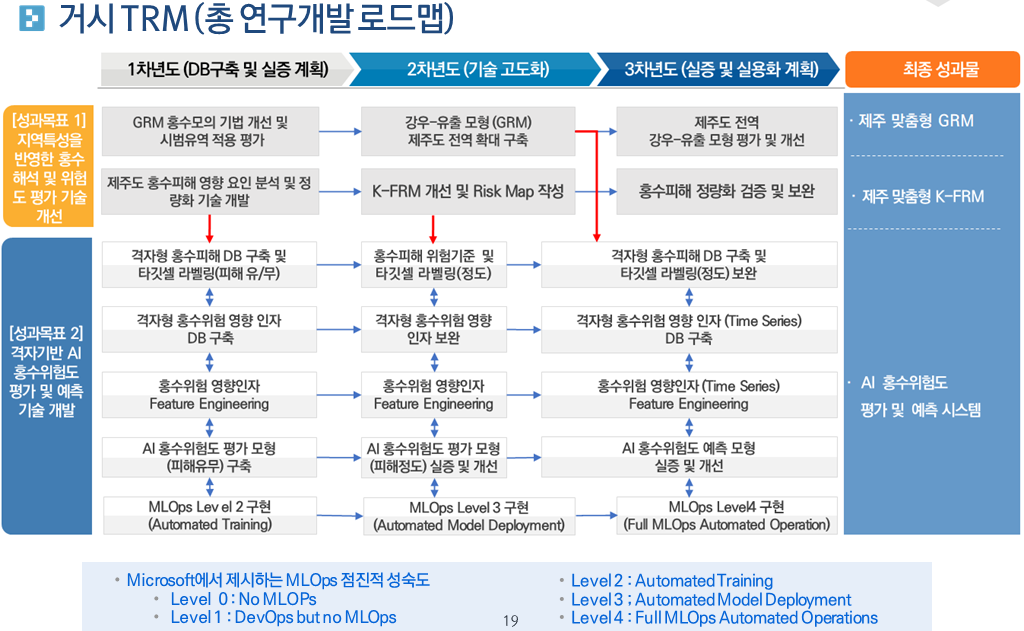 거시 TRM (총 연구개발 로드맵)
1차년도 (DB구축 및 실증 계획)
2차년도 (기술 고도화)
3차년도 (실증 및 실용화 계획)
최종 성과물
[성과목표 1]
지역특성을
반영한 홍수
해석 및 위험
도 평가 기술
개선
GRM 홍수모의 기법 개선 및
시범유역 적용 평가
강우-유출 모형 (GRM)
제주도 전역 확대 구축
제주도 전역
강우-유출 모형 평가 및 개선
· 제주 맞춤형 GRM
제주도 홍수피해 영향 요인 분석 및 정
량화 기술 개발
K-FRM 개선 및 Risk Map 작성
홍수피해 정량화 검증 및 보완
· 제주 맞춤형 K-FRM
[성과목표 2]
격자기반 AI
홍수위험도
평가 및 예측
기술 개발
격자형 홍수피해 DB 구축 및
타깃셀 라벨링(피해 유/무)
홍수피해 위험기준 및
타깃셀 라벨링(정도)
격자형 홍수피해 DB 구축 및
타깃셀 라벨링(정도) 보완
격자형 홍수위험 영향 인자
DB 구축
격자형 홍수위험 영향
인자 보완
격자형 홍수위험 영향 인자 (Time Series)
DB 구축
홍수위험 영향인자
Feature Engineering
홍수위험 영향인자
Feature Engineering
홍수위험 영향인자 (Time Series)
Feature Engineering
· AI 홍수위험도
평가 및 예측 시스템
AI 홍수위험도 평가 모형
(피해유무) 구축
AI 홍수위험도 평가 모형
(피해정도) 실증 및 개선
AI 홍수위험도 예측 모형
실증 및 개선
MLOps Level 2 구현
(Automated Training)
MLOps Level 3 구현
(Automated Model Deployment)
MLOps Level4 구현
(Full MLOps Automated Operation)
• Microsoft에서 제시하는 MLOps 점진적 성숙도
• Level 0 : No MLOPs
• Level 1 : DevOps but no MLOps
• Level 2 : Automated Training
• Level 3 ; Automated Model Deployment
• Level 4 : Full MLOps Automated Operations
19